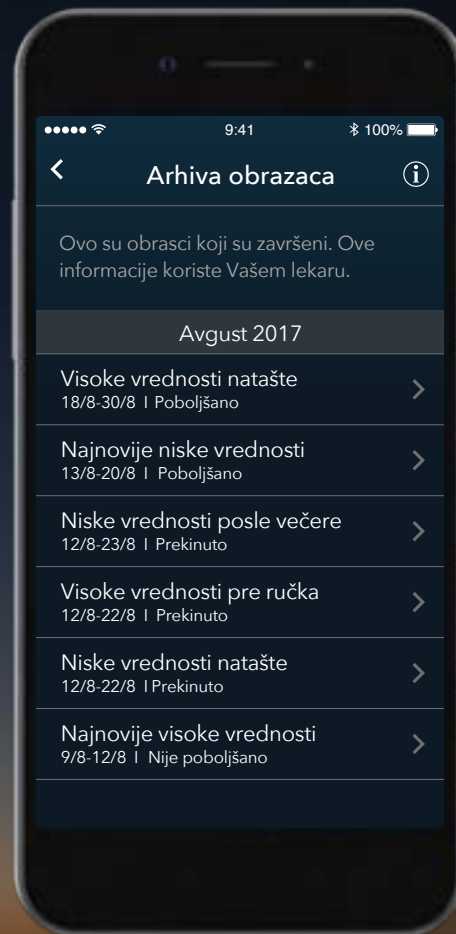 9:41
100%
Arhiva obrazaca
Ovo su obrasci koji su završeni. Ove
informacije koriste Vašem lekaru.
Avgust 2017
Visoke vrednosti natašte
18/8-30/8 I Poboljšano
Najnovije niske vrednosti
13/8-20/8 I Poboljšano
Niske vrednosti posle večere
12/8-23/8 I Prekinuto
Visoke vrednosti pre ručka
12/8-22/8 I Prekinuto
Niske vrednosti natašte
12/8-22/8 I Prekinuto
Najnovije visoke vrednosti
9/8-12/8 I Nije poboljšano